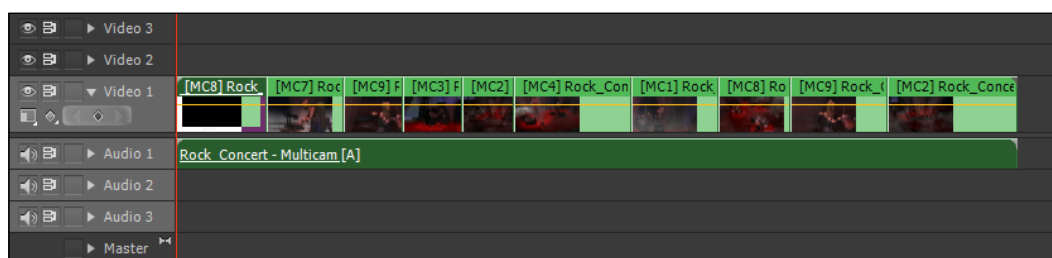 Video 3
Video 2
Video 1 [MC8] Rock_ [MC7] Roc [MC9] F [MC3] F [MC2] [MC4] Rock_Con [MC1] Rock [MC8] Ro [MC9] Rock_( [MC2] Rock_Conce
Audio 1 Rock_Concert - Multicam [A]
Audio 2
Audio 3
Master